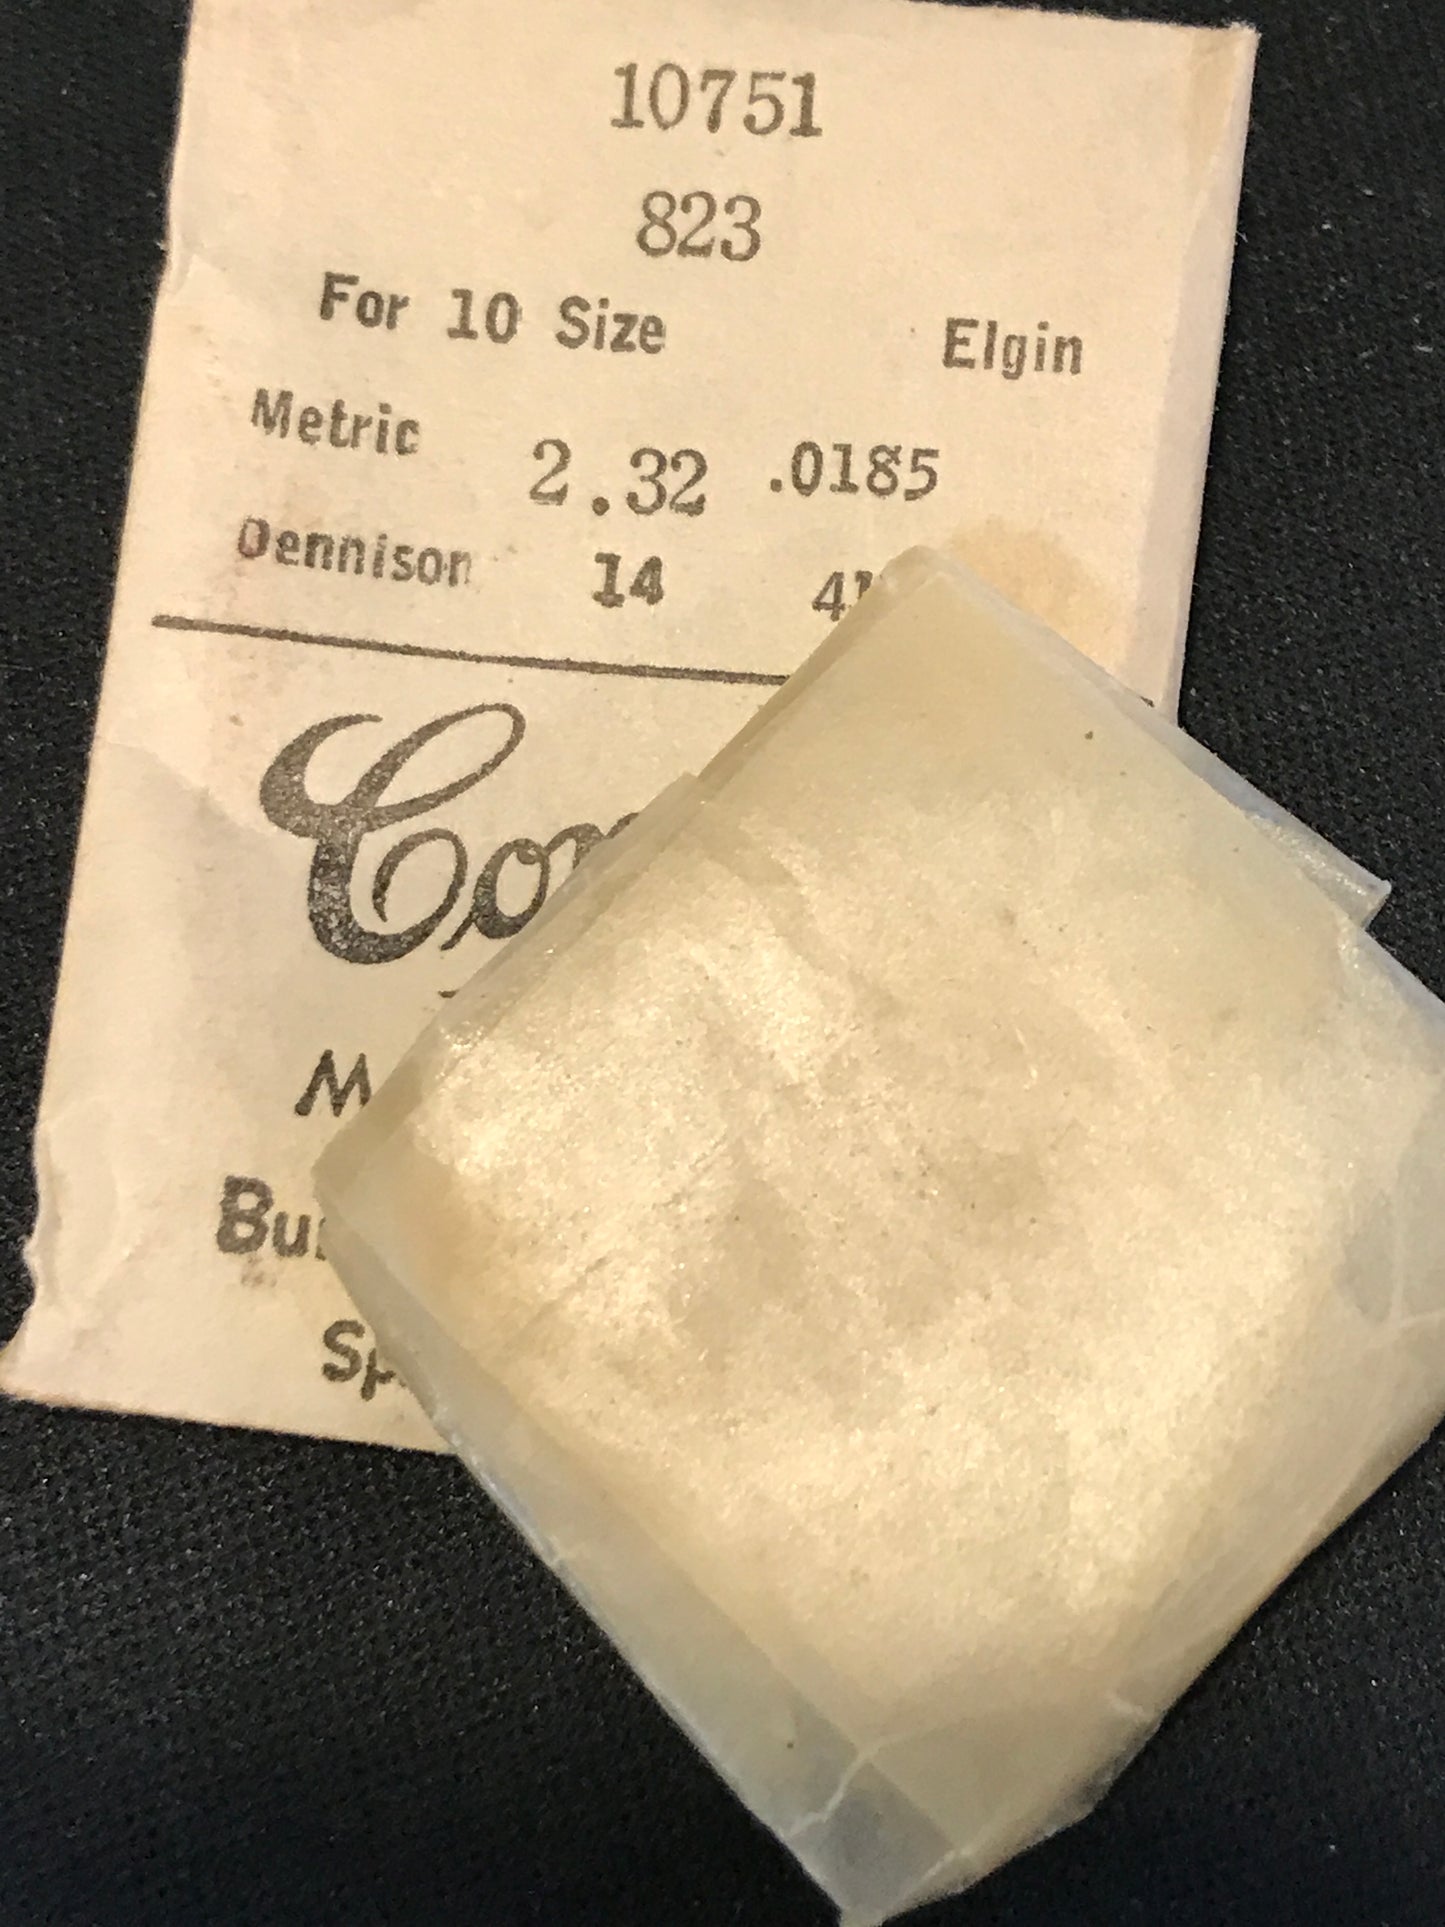 10751
823
For 10 Size Elgin
Metric 2.32 .0185
Dennison 14